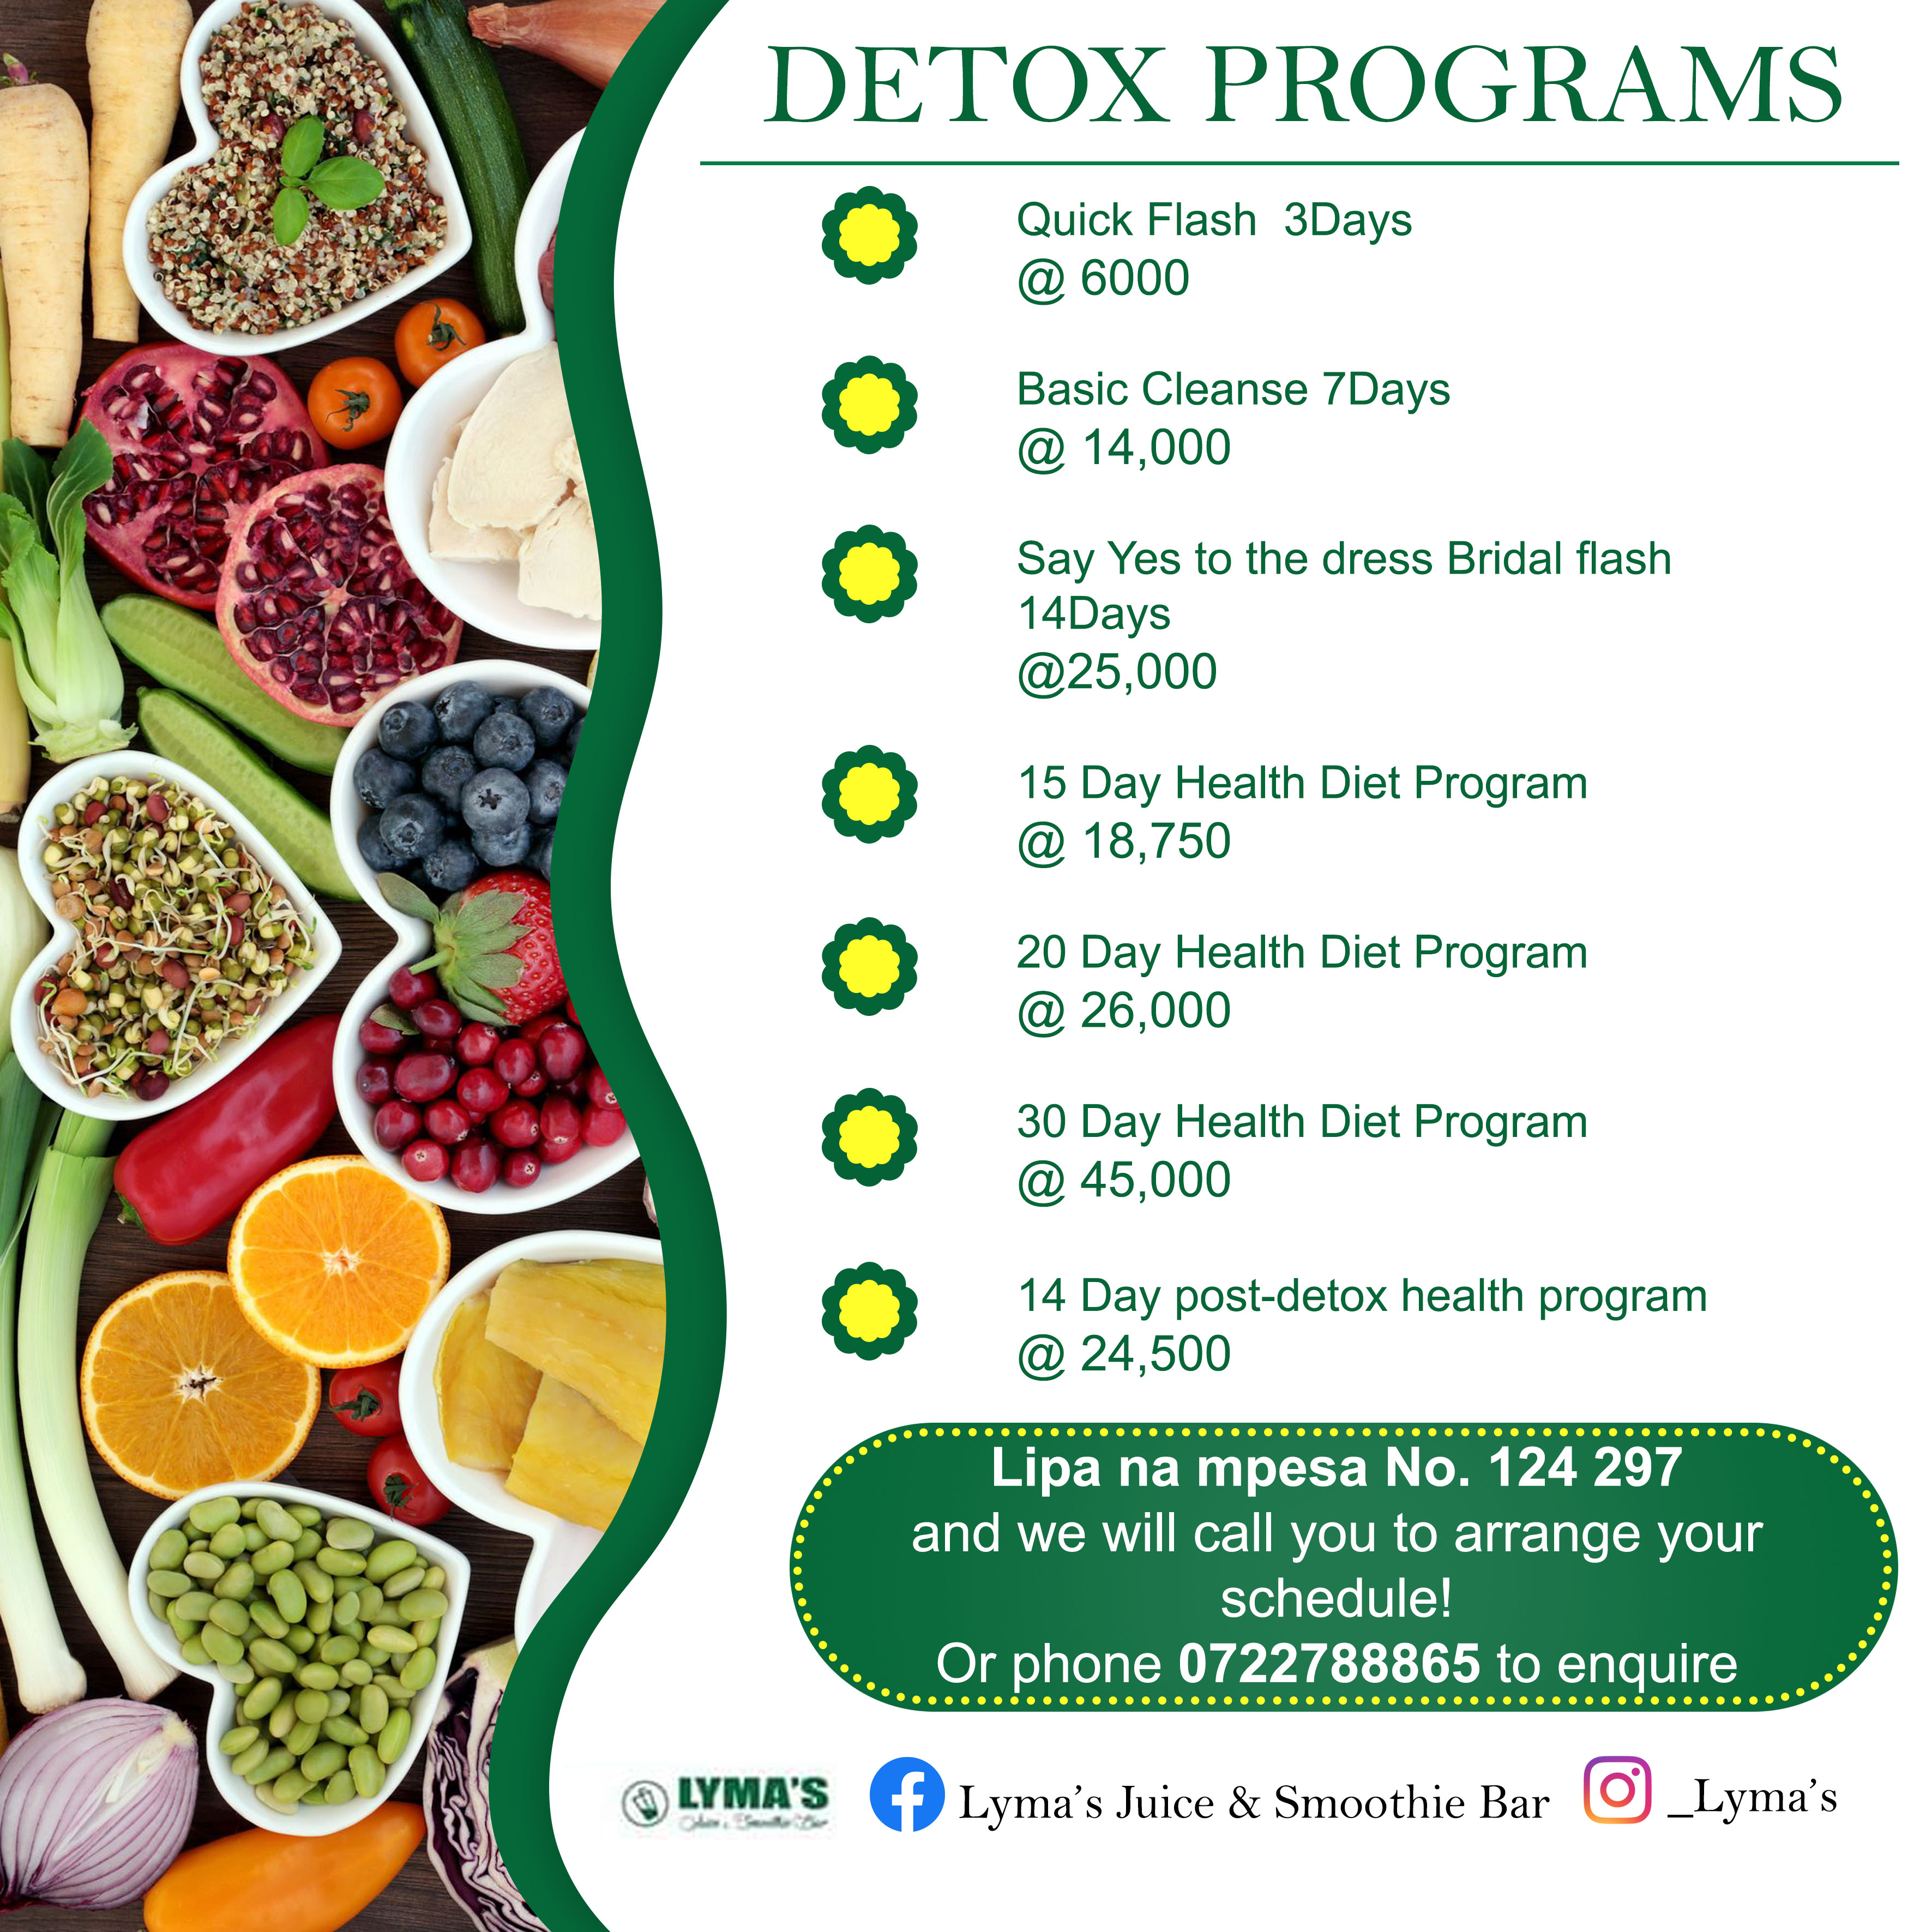 DETOX PROGRAMS
Quick Flash  3Days
@ 6000
Basic Cleanse 7Days
@ 14,000
Say Yes to the dress Bridal flash
14Days
@25,000
15 Day Health Diet Program
@ 18,750
20 Day Health Diet Program
@ 26,000
30 Day Health Diet Program
@ 45,000
14 Day post-detox health program
@ 24,500
Lipa na mpesa No. 124 297
and we will call you to arrange your
schedule!
Or phone 0722788865 to enquire
LYMA'S
Juice & Smoothie Bar
Lyma’s Juice & Smoothie Bar
_Lyma’s